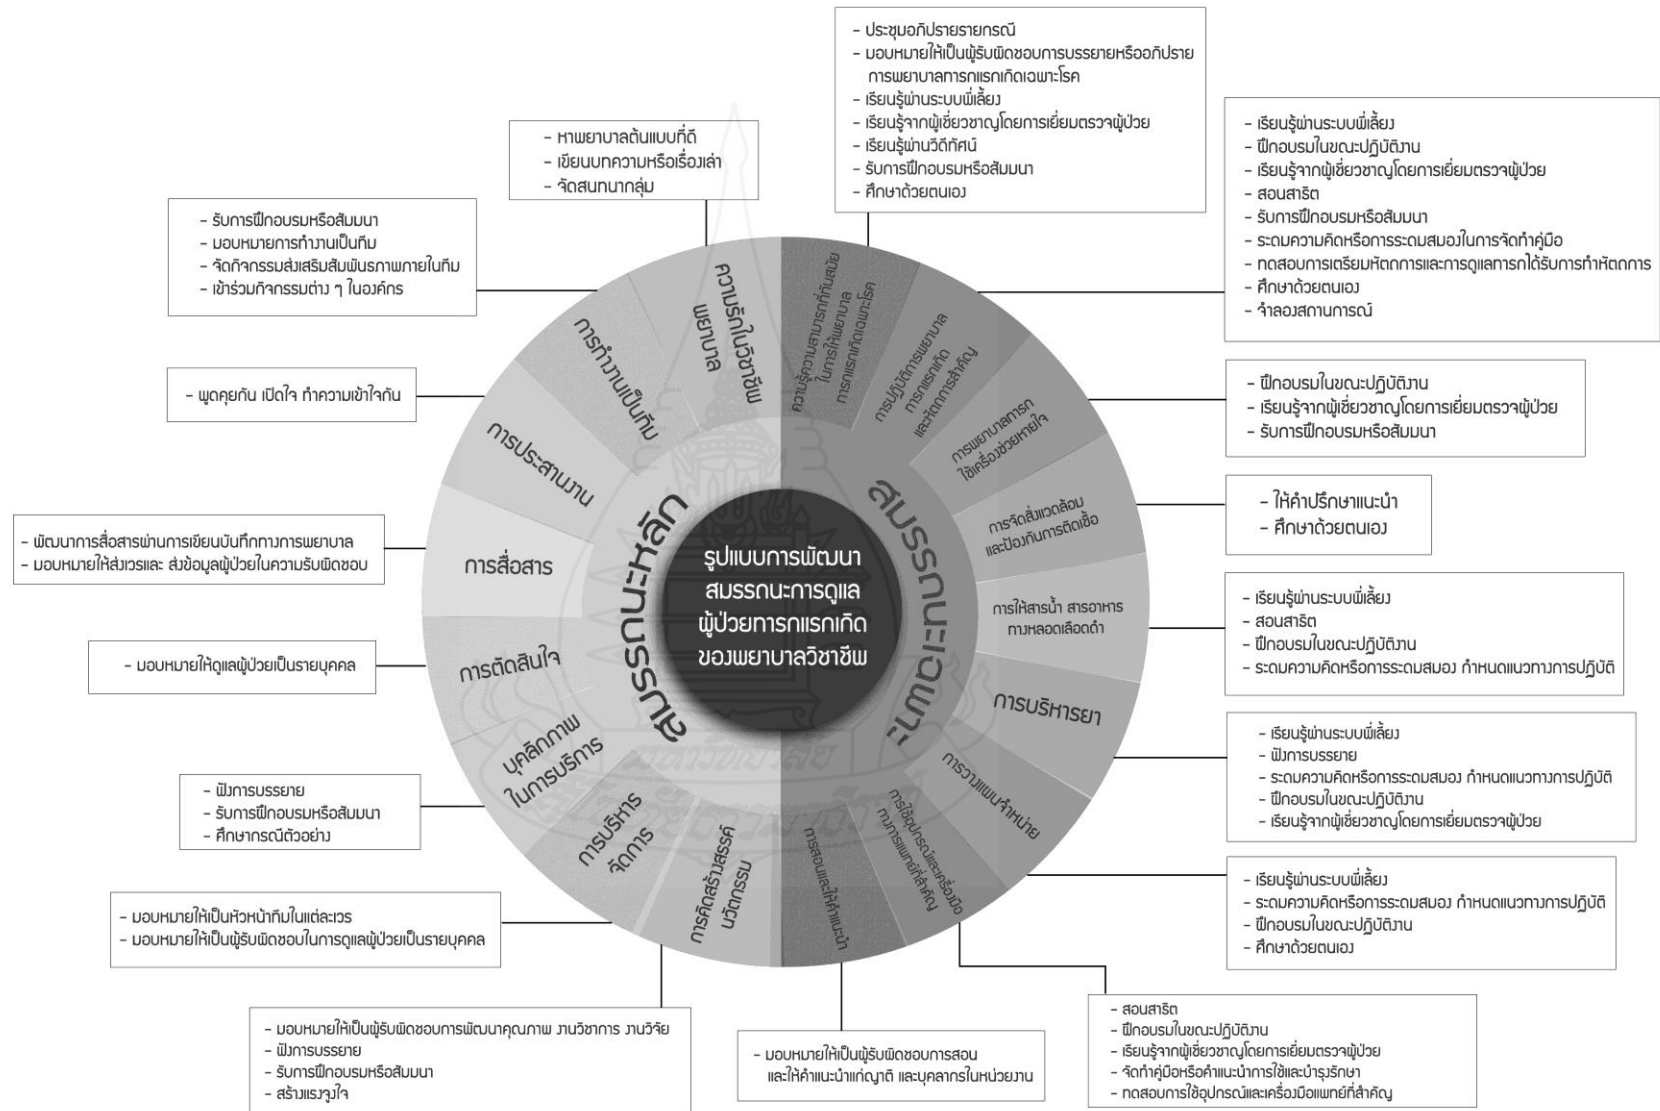 - ประชุมอภิปรายรายกรณี
- มอบหมายให้เป็นผู้รับผิดชอบการบรรยายหรืออภิปราย
การพยาบาลทารกแรกเกิดเฉพาะโรค
- เรียนรู้ผ่านระบบพี่เลี้ยง
- เรียนรู้จากผู้เชี่ยวชาญโดยการเยี่ยมตรวจผู้ป่วย
- เรียนรู้ผ่านวีดีทัศน์
- รับการฝึกอบรมหรือสัมมนา
- ศึกษาด้วยตนเอง
- หาพยาบาลต้นแบบที่ดี
- เขียนบทความหรือเรื่องเล่า
- จัดสนทนากลุ่ม
- เรียนรู้ผ่านระบบพี่เลี้ยง
- ฝึกอบรมในขณะปฏิบัติงาน
- เรียนรู้จากผู้เชี่ยวชาญโดยการเยี่ยมตรวจผู้ป่วย
- สอนสาธิต
- รับการฝึกอบรมหรือสัมมนา
- ระดมความคิดหรือการระดมสมองในการจัดทำคู่มือ
- ทดสอบการเตรียมหัตถการและการดูแลทารกได้รับการทำหัตถการ
- ศึกษาด้วยตนเอง
- จำลองสถานการณ์
- รับการฝึกอบรมหรือสัมมนา
- มอบหมายการทำงานเป็นทีม
- จัดกิจกรรมส่งเสริมสัมพันธภาพภายในทีม
- เข้าร่วมกิจกรรมต่าง ๆ ในองค์กร
ความรักในวิชาชีพ
พยาบาล
ความรู้ความสามารถที่ทันสมัย
ในการให้พยาบาล
ทารกแรกเกิดเฉพาะโรค
การทำงานเป็นทีม
การปฏิบัติการพยาบาล
ทารกแรกเกิด
และหัตถการสำคัญ
- พูดคุยกัน เปิดใจ ทำความเข้าใจกัน
- ฝึกอบรมในขณะปฏิบัติงาน
- เรียนรู้จากผู้เชี่ยวชาญโดยการเยี่ยมตรวจผู้ป่วย
- รับการฝึกอบรมหรือสัมมนา
การประสานงาน
การพยาบาลทารก
ใช้เครื่องช่วยหายใจ
- ให้คำปรึกษาแนะนำ
- ศึกษาด้วยตนเอง
การจัดสิ่งแวดล้อม
และป้องกันการติดเชื้อ
- พัฒนาการสื่อสารผ่านการเขียนบันทึกทางการพยาบาล
- มอบหมายให้ส่งเวรและ ส่งข้อมูลผู้ป่วยในความรับผิดชอบ
การสื่อสาร
สมรรถนะหลัก
รูปแบบการพัฒนา
สมรรถนะการดูแล
ผู้ป่วยทารกแรกเกิด
ของพยาบาลวิชาชีพ
สมรรถนะเฉพาะ
การให้สารน้ำ สารอาหาร
ทางหลอดเลือดดำ
- เรียนรู้ผ่านระบบพี่เลี้ยง
- สอนสาธิต
- ฝึกอบรมในขณะปฏิบัติงาน
- ระดมความคิดหรือการระดมสมอง กำหนดแนวทางการปฏิบัติ
- มอบหมายให้ดูแลผู้ป่วยเป็นรายบุคคล
การตัดสินใจ
การบริหารยา
- เรียนรู้ผ่านระบบพี่เลี้ยง
- ฟังการบรรยาย
- ระดมความคิดหรือการระดมสมอง กำหนดแนวทางการปฏิบัติ
- ฝึกอบรมในขณะปฏิบัติงาน
- เรียนรู้จากผู้เชี่ยวชาญโดยการเยี่ยมตรวจผู้ป่วย
บุคลิกภาพ
ในการบริการ
การวางแผนจำหน่าย
- ฟังการบรรยาย
- รับการฝึกอบรมหรือสัมมนา
- ศึกษากรณีตัวอย่าง
การบริหาร
จัดการ
การคิดสร้างสรรค์
นวัตกรรม
การสอนและให้คำแนะนำ
การใช้อุปกรณ์และเครื่องมือ
ทางการแพทย์ที่สำคัญ
- เรียนรู้ผ่านระบบพี่เลี้ยง
- ระดมความคิดหรือการระดมสมอง กำหนดแนวทางการปฏิบัติ
- ฝึกอบรมในขณะปฏิบัติงาน
- ศึกษาด้วยตนเอง
- มอบหมายให้เป็นหัวหน้าทีมในแต่ละเวร
- มอบหมายให้เป็นผู้รับผิดชอบในการดูแลผู้ป่วยเป็นรายบุคคล
- มอบหมายให้เป็นผู้รับผิดชอบการพัฒนาคุณภาพ งานวิชาการ งานวิจัย
- ฟังการบรรยาย
- รับการฝึกอบรมหรือสัมมนา
- สร้างแรงจูงใจ
- มอบหมายให้เป็นผู้รับผิดชอบการสอน
และให้คำแนะนำแก่ญาติ และบุคลากรในหน่วยงาน
- สอนสาธิต
- ฝึกอบรมในขณะปฏิบัติงาน
- เรียนรู้จากผู้เชี่ยวชาญโดยการเยี่ยมตรวจผู้ป่วย
- จัดทำคู่มือหรือคำแนะนำการใช้และบำรุงรักษา
- ทดสอบการใช้อุปกรณ์และเครื่องมือแพทย์ที่สำคัญ